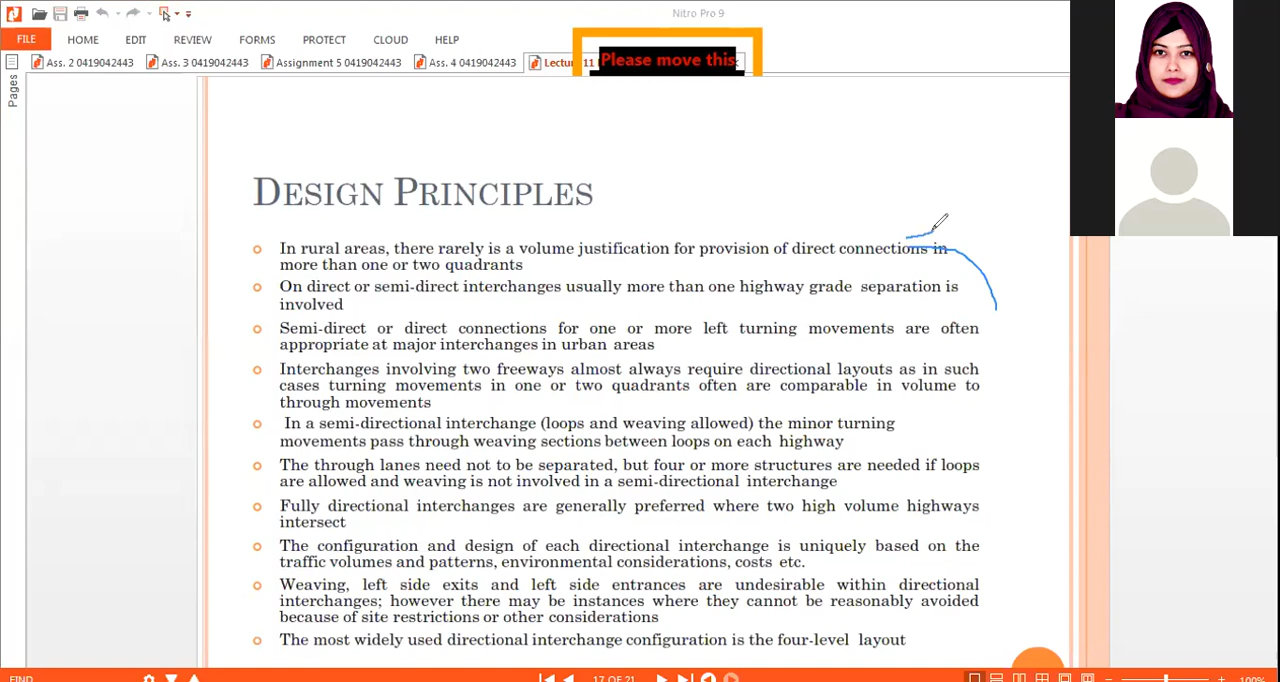 Nitro Pro 9
FILE HOME EDIT REVIEW FORMS PROTECT CLOUD HELP
Ass. 2 0419042443 Ass. 3 0419042443 Assignment 5 0419042443 Ass. 4 0419042443 Lecture 11
Please move this
Pages
DESIGN PRINCIPLES
In rural areas, there rarely is a volume justification for provision of direct connections in
more than one or two quadrants
On direct or semi-direct interchanges usually more than one highway grade separation is
involved
Semi-direct or direct connections for one or more left turning movements are often
appropriate at major interchanges in urban areas
Interchanges involving two freeways almost always require directional layouts as in such
cases turning movements in one or two quadrants often are comparable in volume to
through movements
In a semi-directional interchange (loops and weaving allowed) the minor turning
movements pass through weaving sections between loops on each highway
The through lanes need not to be separated, but four or more structures are needed if loops
are allowed and weaving is not involved in a semi-directional interchange
Fully directional interchanges are generally preferred where two high volume highways
intersect
The configuration and design of each directional interchange is uniquely based on the
traffic volumes and patterns, environmental considerations, costs etc.
Weaving, left side exits and left side entrances are undesirable within directional
interchanges; however there may be instances where they cannot be reasonably avoided
because of site restrictions or other considerations
The most widely used directional interchange configuration is the four-level layout
FIND 17 OF 21 100%